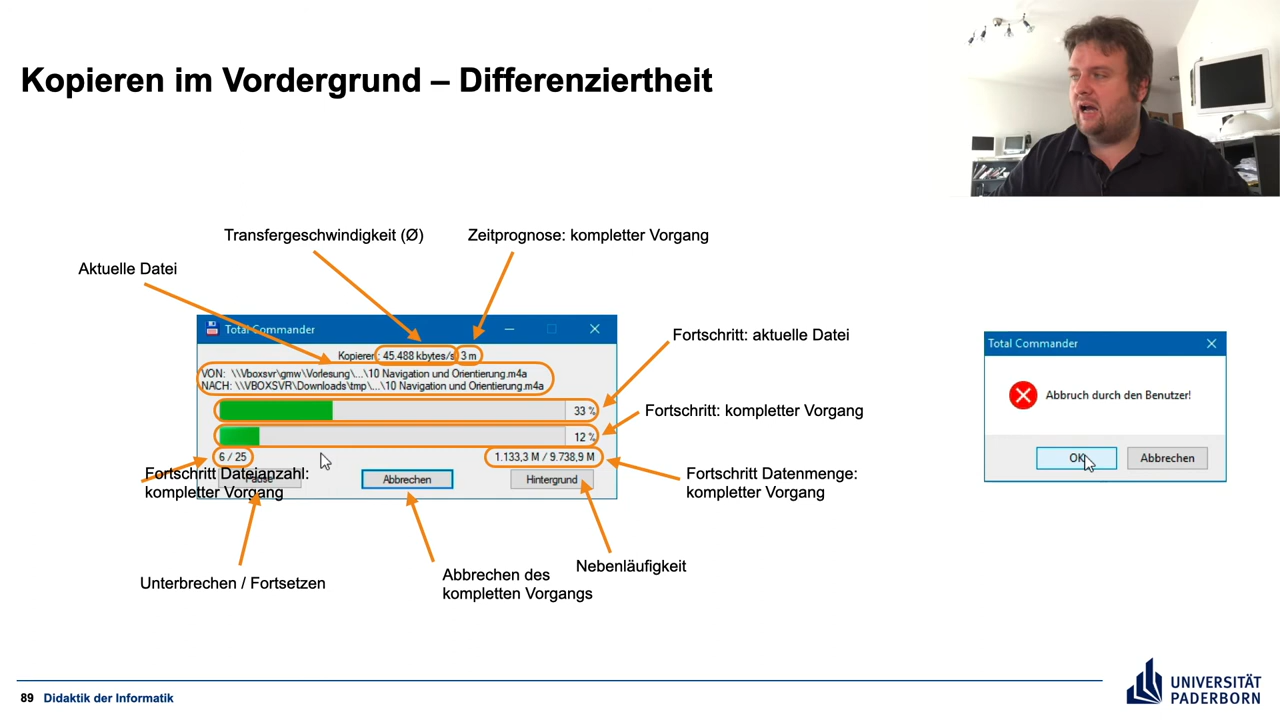 Kopieren im Vordergrund – Differenziertheit
Transfergeschwindigkeit (Ø)
Zeitprognose: kompletter Vorgang
Aktuelle Datei
Total Commander
Kopieren: 45.488 kbytes/s 3 m
VON: \\Vboxsvr\gmw\Vorlesung\...\10 Navigation und Orientierung.m4a
NACH: \\VBOXSVR\Downloads\tmp\...\10 Navigation und Orientierung.m4a
33 %
12 %
6 / 25
1.133,3 M / 9.738,9 M
Pause
Abbrechen
Hintergrund
Fortschritt: aktuelle Datei
Fortschritt: kompletter Vorgang
Fortschritt Dateianzahl:
kompletter Vorgang
Fortschritt Datenmenge:
kompletter Vorgang
Unterbrechen / Fortsetzen
Abbrechen des
kompletten Vorgangs
Nebenläufigkeit
Total Commander
Abbruch durch den Benutzer!
OK
Abbrechen
89 Didaktik der Informatik
UNIVERSITÄT
PADERBORN